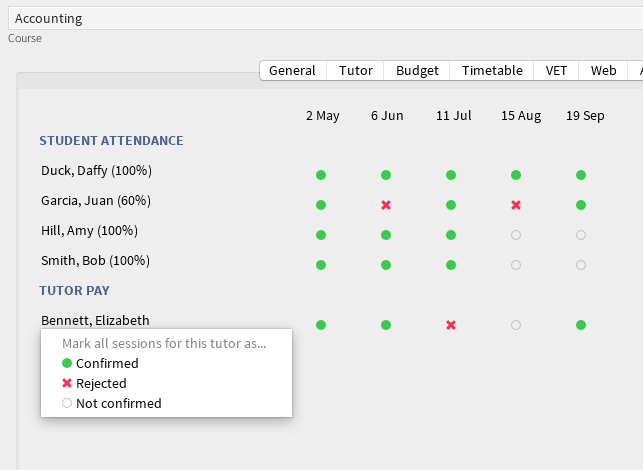 Accounting
Course
General Tutor Budget Timetable VET Web
2 May 6 Jun 11 Jul 15 Aug 19 Sep
STUDENT ATTENDANCE
Duck, Daffy (100%)
Garcia, Juan (60%)
Hill, Amy (100%)
Smith, Bob (100%)
TUTOR PAY
Bennett, Elizabeth
Mark all sessions for this tutor as...
Confirmed
Rejected
Not confirmed